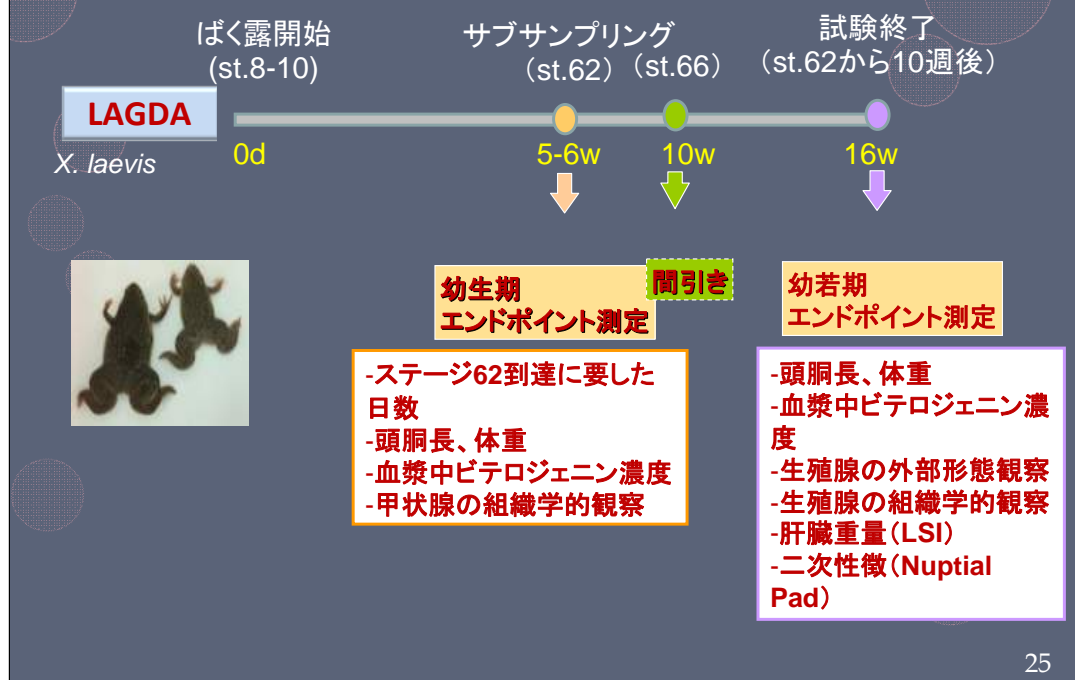 ばく露開始
(st.8-10)
サブサンプリング
（st.62）（st.66）
試験終了
（st.62から10週後）
LAGDA
X. laevis
0d
5-6w
10w
16w
幼生期
エンドポイント測定
間引き
幼若期
エンドポイント測定
-ステージ62到達に要した
日数
-頭胴長、体重
-血漿中ビテロジェニン濃度
-甲状腺の組織学的観察
-頭胴長、体重
-血漿中ビテロジェニン濃
度
-生殖腺の外部形態観察
-生殖腺の組織学的観察
-肝臓重量（LSI）
-二次性徴（Nuptial
Pad）
25